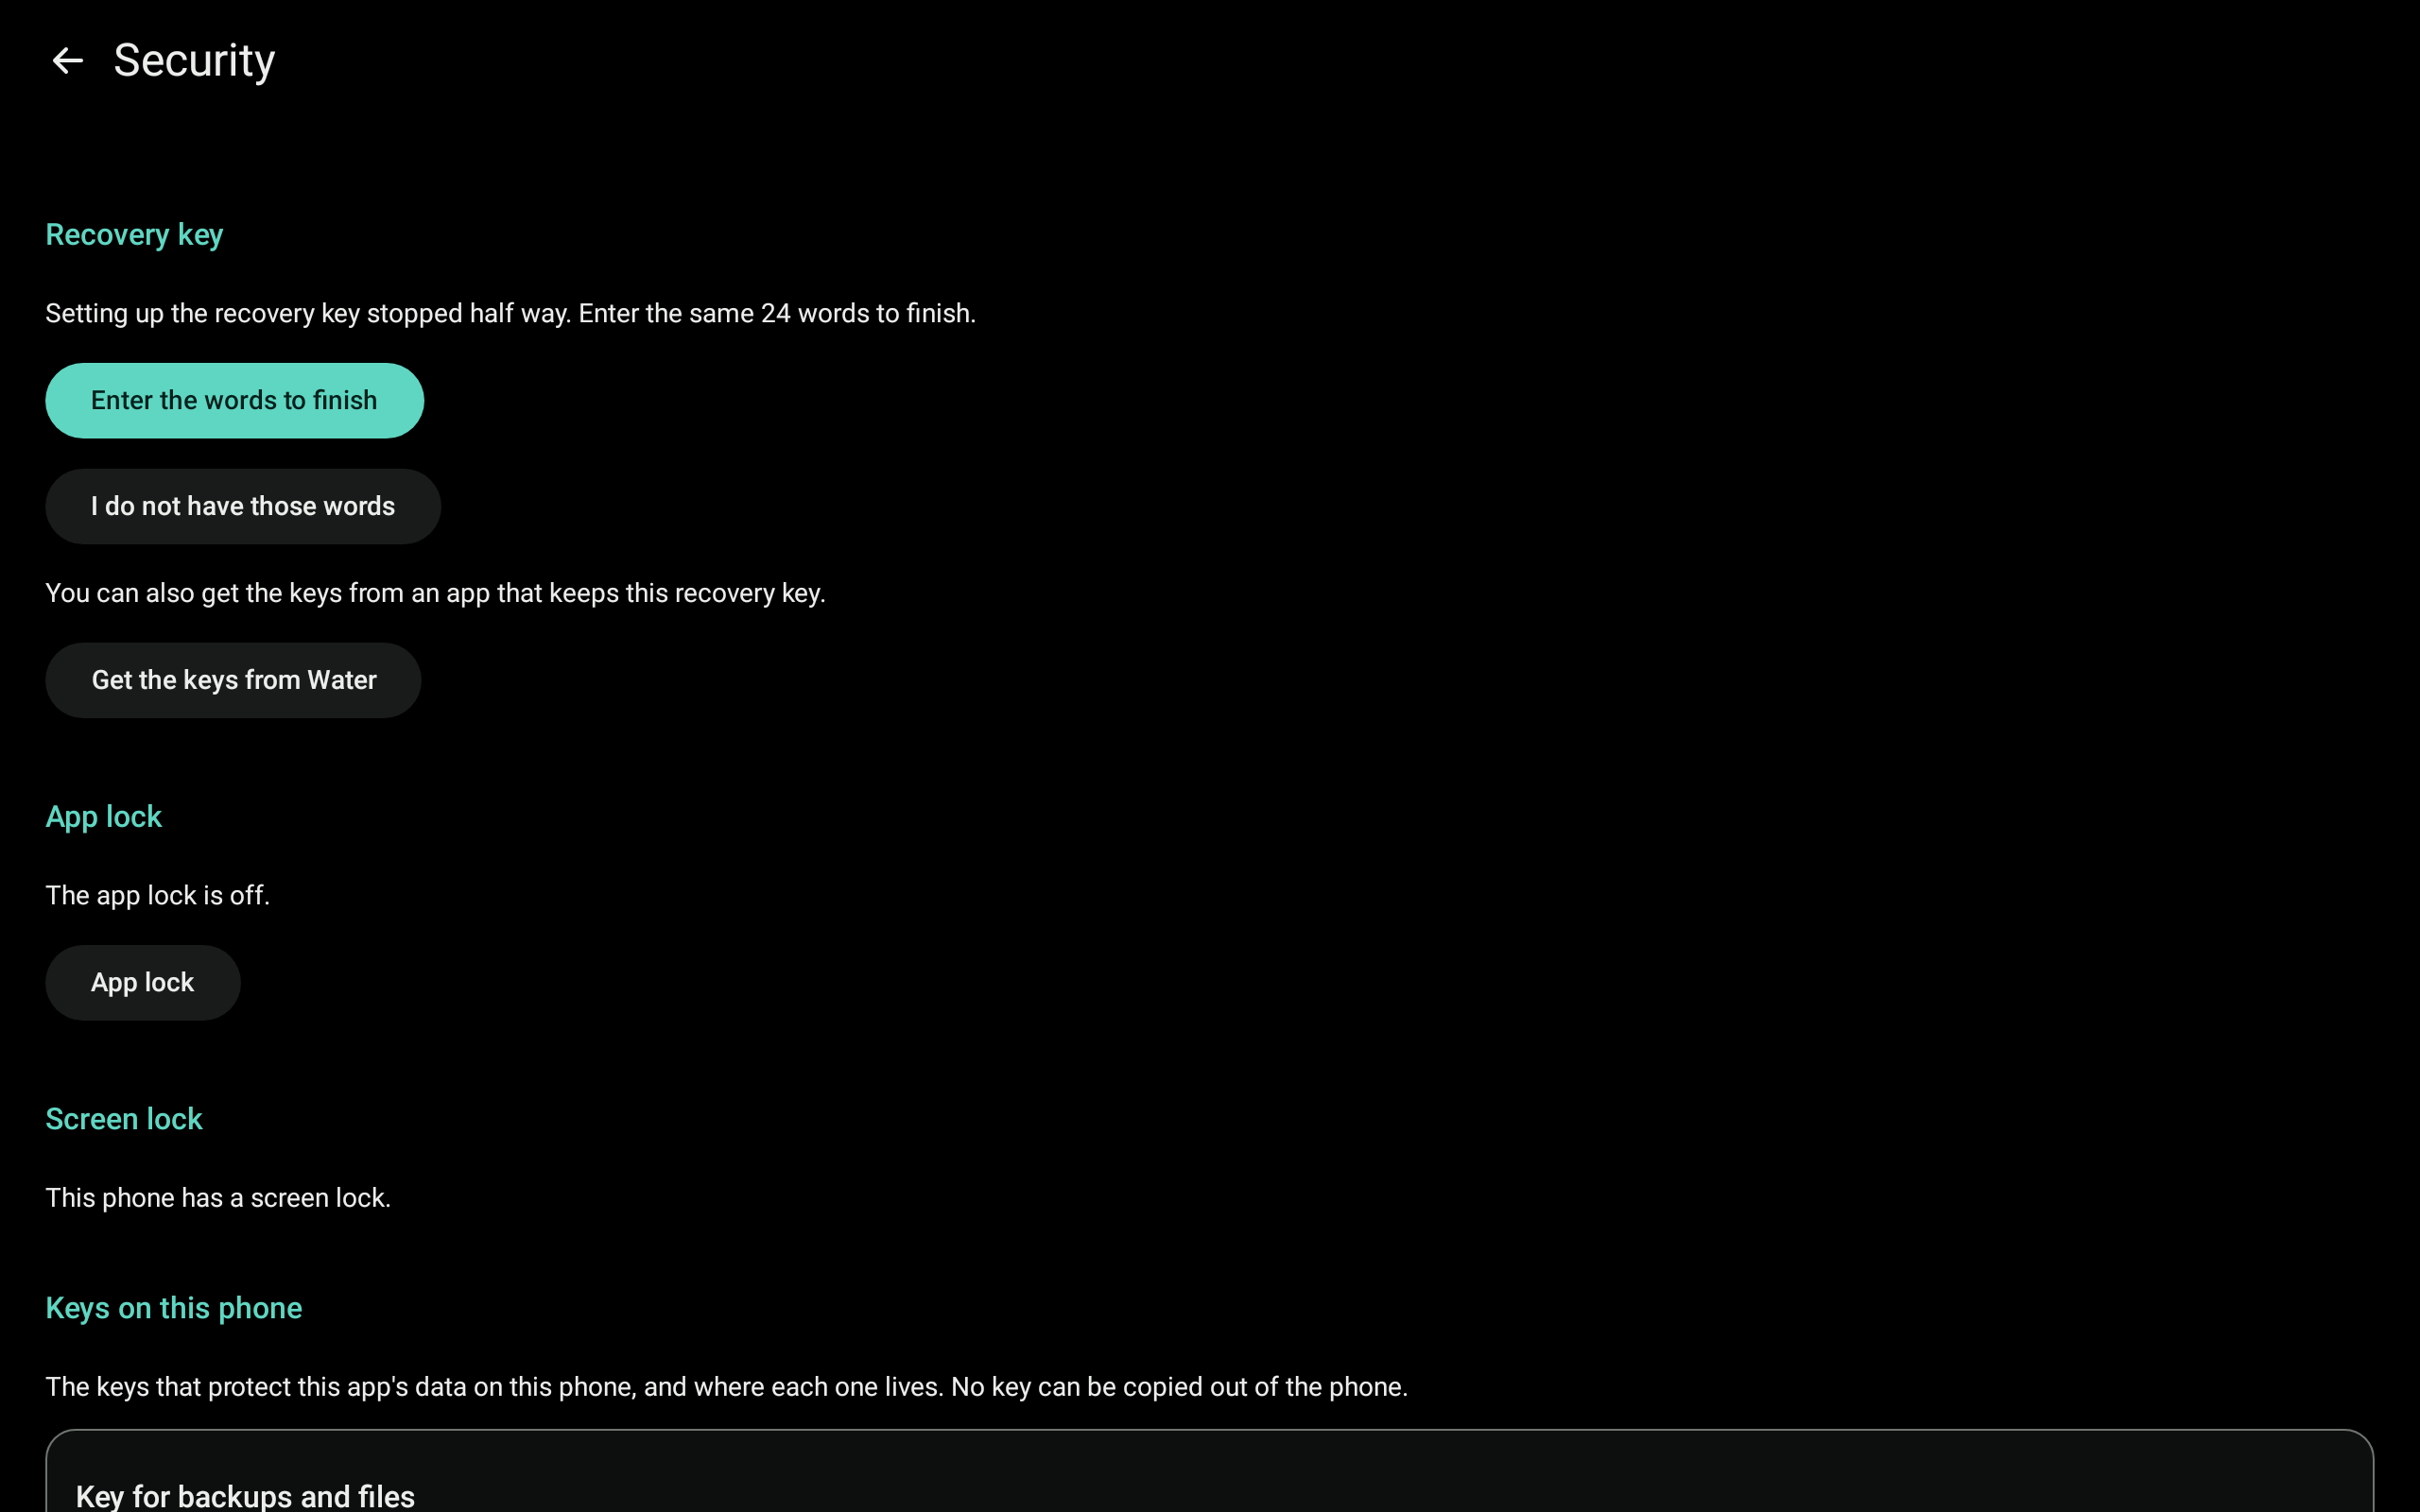 Security
Recovery key
Setting up the recovery key stopped half way. Enter the same 24 words to finish.
Enter the words to finish
I do not have those words
You can also get the keys from an app that keeps this recovery key.
Get the keys from Water
App lock
The app lock is off.
App lock
Screen lock
This phone has a screen lock.
Keys on this phone
The keys that protect this app's data on this phone, and where each one lives. No key can be copied out of the phone.
Key for backups and files